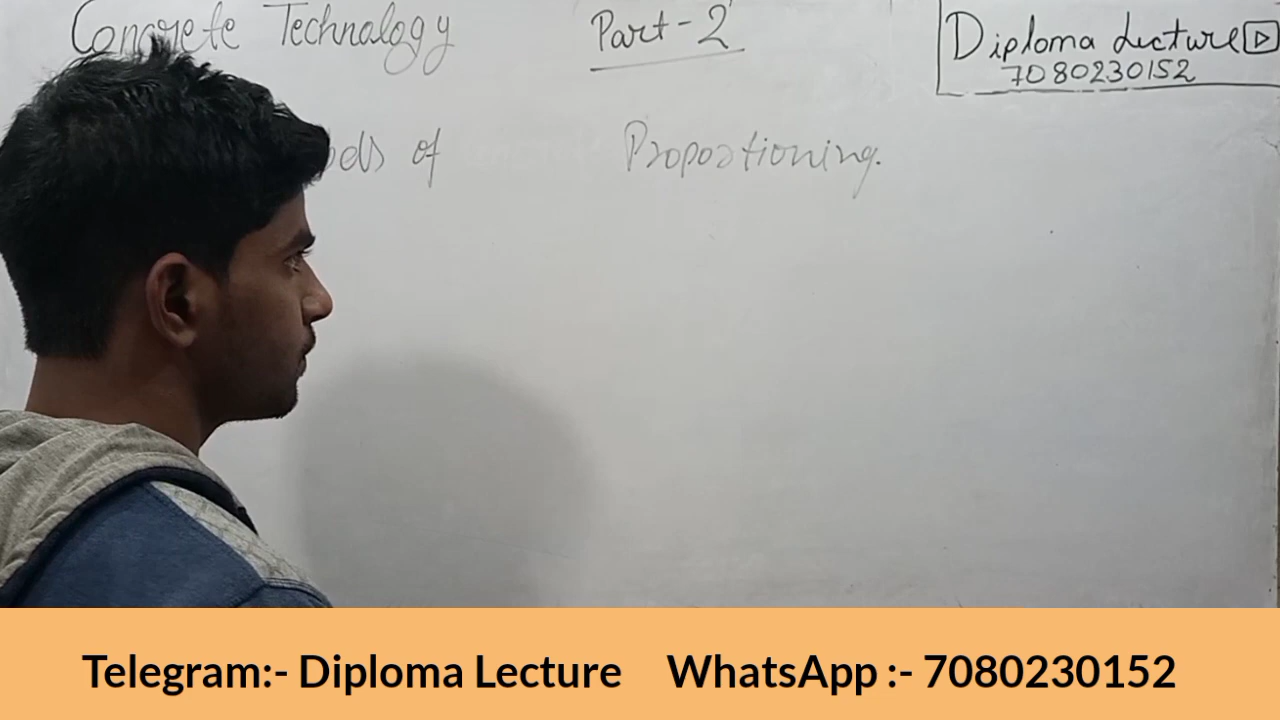 Concrete Technology Part-2
Diploma Lecture
7080230152
of Proportioning.
Telegram:- Diploma Lecture WhatsApp :- 7080230152